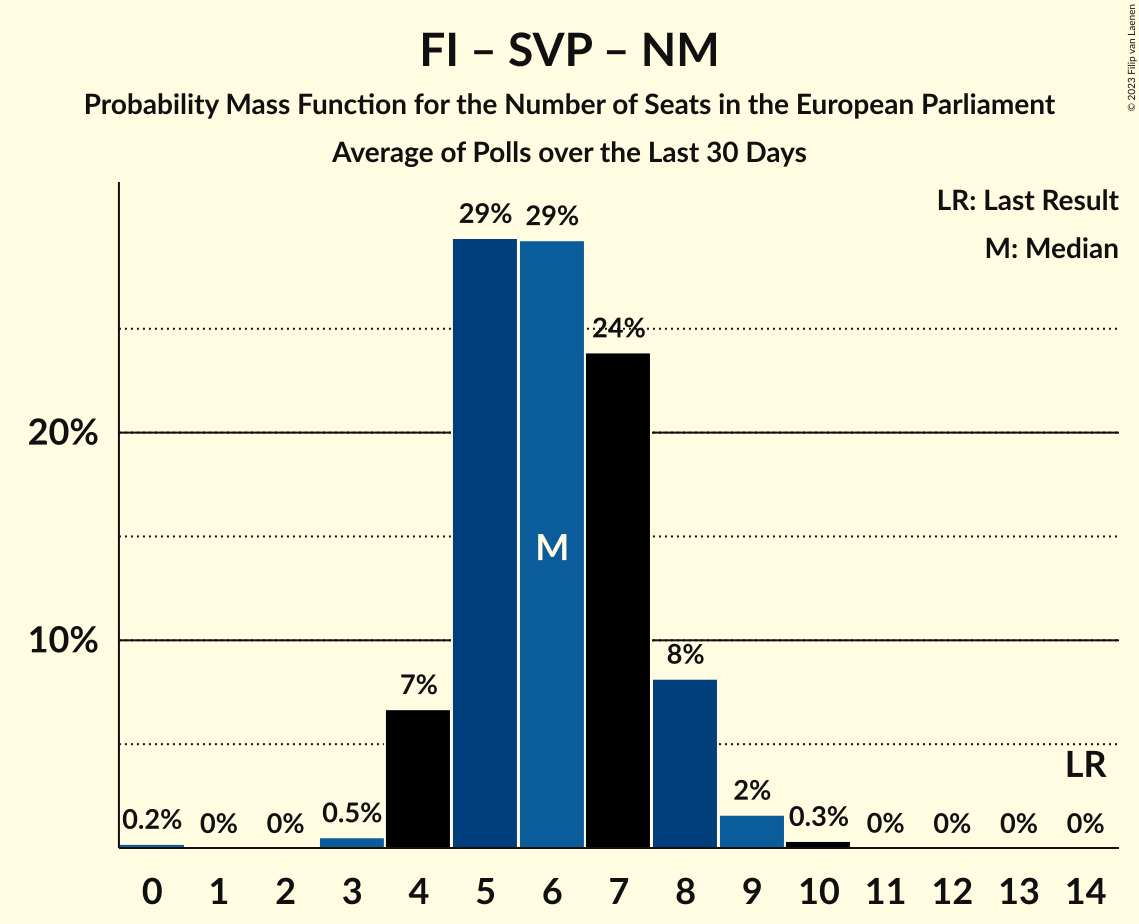 FI – SVP – NM
Probability Mass Function for the Number of Seats in the European Parliament
Average of Polls over the Last 30 Days
© 2023 Filip van Laenen
LR: Last Result
M: Median
29% 29%
24%
20%
M
10%
8%
7%
LR
2%
0.2% 0% 0% 0.5% 0.3% 0% 0% 0% 0%
0 1 2 3 4 5 6 7 8 9 10 11 12 13 14